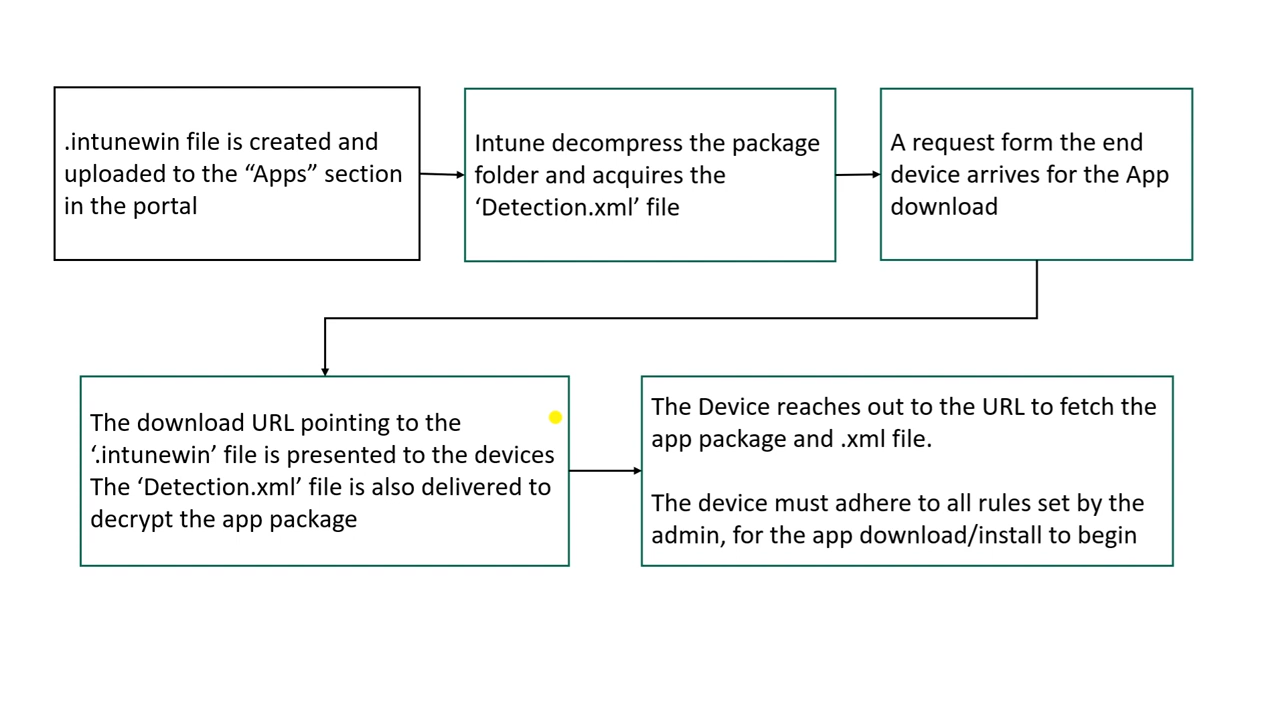 .intunewin file is created and
uploaded to the “Apps” section
in the portal
Intune decompress the package
folder and acquires the
‘Detection.xml’ file
A request form the end
device arrives for the App
download
The download URL pointing to the
‘.intunewin’ file is presented to the devices
The ‘Detection.xml’ file is also delivered to
decrypt the app package
The Device reaches out to the URL to fetch the
app package and .xml file.
The device must adhere to all rules set by the
admin, for the app download/install to begin